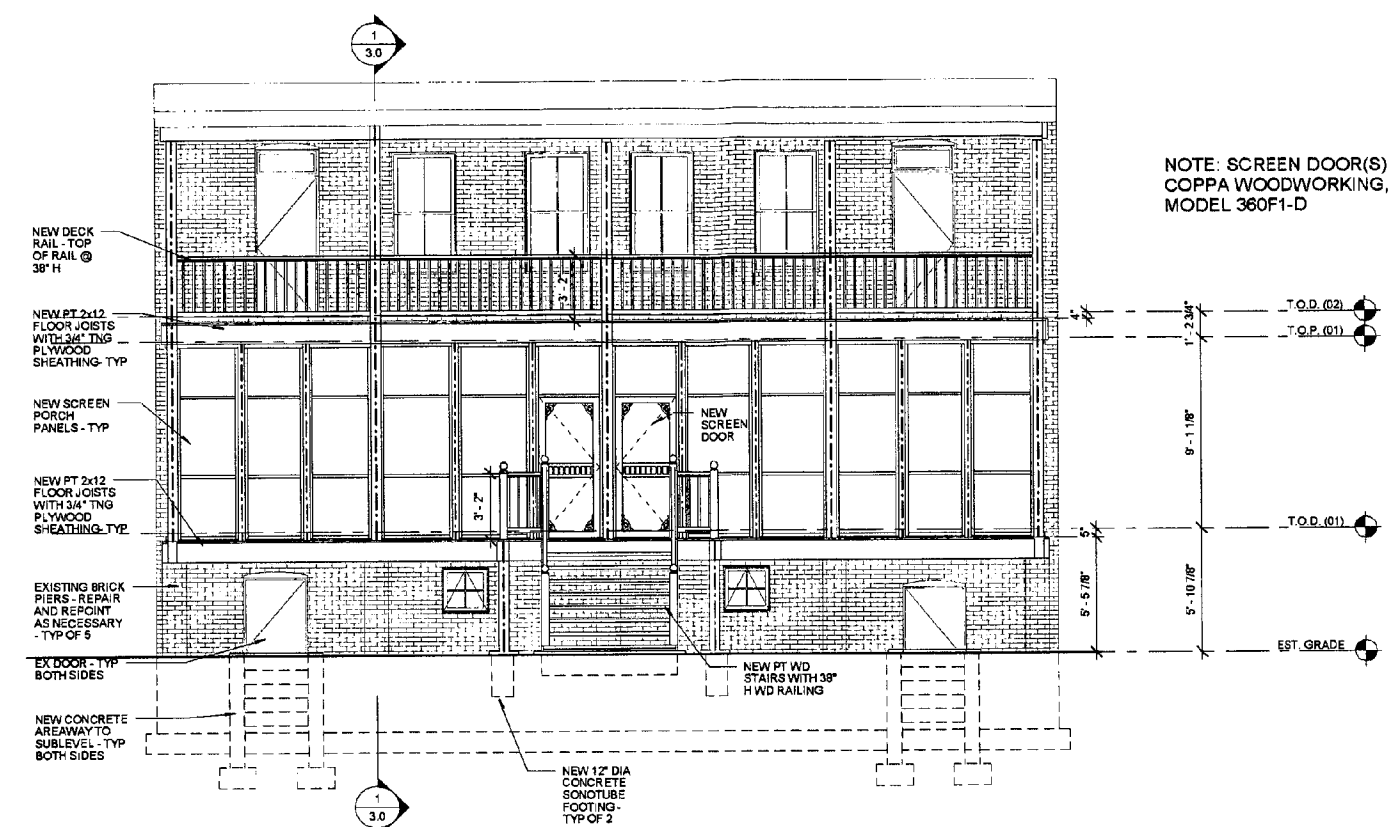 1
3.0
NOTE: SCREEN DOOR(S)
COPPA WOODWORKING,
MODEL 360F1-D
NEW DECK
RAIL - TOP
OF RAIL @
38" H
3' - 2"
NEW PT 2x12
FLOOR JOISTS
WITH 3/4" TNG
PLYWOOD
SHEATHING- TYP
4"
1' - 2 3/4"
T.O.D. (02)
T.O.P. (01)
NEW SCREEN
PORCH
PANELS - TYP
NEW
SCREEN
DOOR
9' - 1 1/8"
NEW PT 2x12
FLOOR JOISTS
WITH 3/4" TNG
PLYWOOD
SHEATHING- TYP
3' - 2"
5"
T.O.D. (01)
EXISTING BRICK
PIERS - REPAIR
AND REPOINT
AS NECESSARY
- TYP OF 5
5' - 5 7/8"
5' - 10 7/8"
EX DOOR - TYP
BOTH SIDES
EST. GRADE
NEW PT WD
STAIRS WITH 38"
H WD RAILING
NEW CONCRETE
AREAWAY TO
SUBLEVEL - TYP
BOTH SIDES
NEW 12" DIA
CONCRETE
SONOTUBE
FOOTING -
TYP OF 2
1
3.0